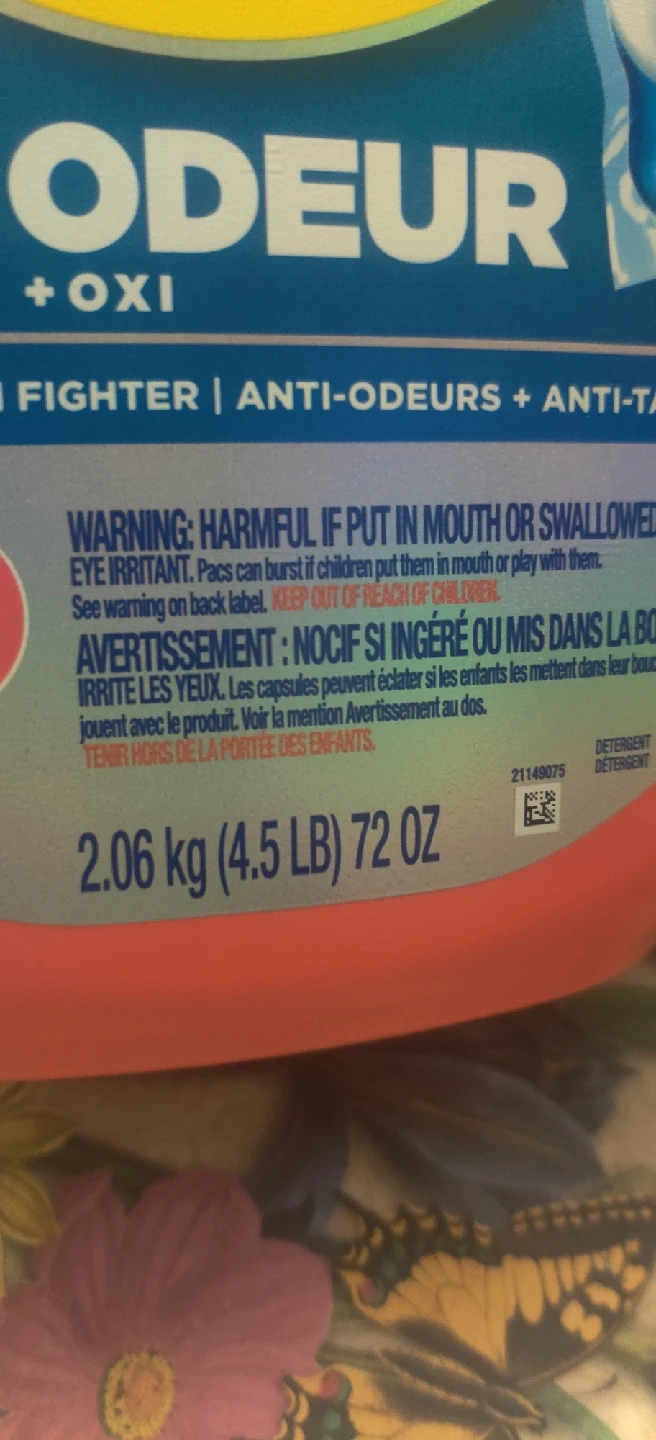 ODEUR
+ OXI
FIGHTER | ANTI-ODEURS + ANTI-TA
WARNING: HARMFUL IF PUT IN MOUTH OR SWALLOWED
EYE IRRITANT. Pacs can burst if children put them in mouth or play with them.
See warning on back label. KEEP OUT OF REACH OF CHILDREN.
AVERTISSEMENT : NOCIF SI INGÉRÉ OU MIS DANS LA BO
IRRITE LES YEUX. Les capsules peuvent éclater si les enfants les mettent dans leur bouc
jouent avec le produit. Voir la mention Avertissement au dos.
TENIR HORS DE LA PORTÉE DES ENFANTS.
21149075
DETERGENT
DÉTERGENT
2.06 kg (4.5 LB) 72 OZ